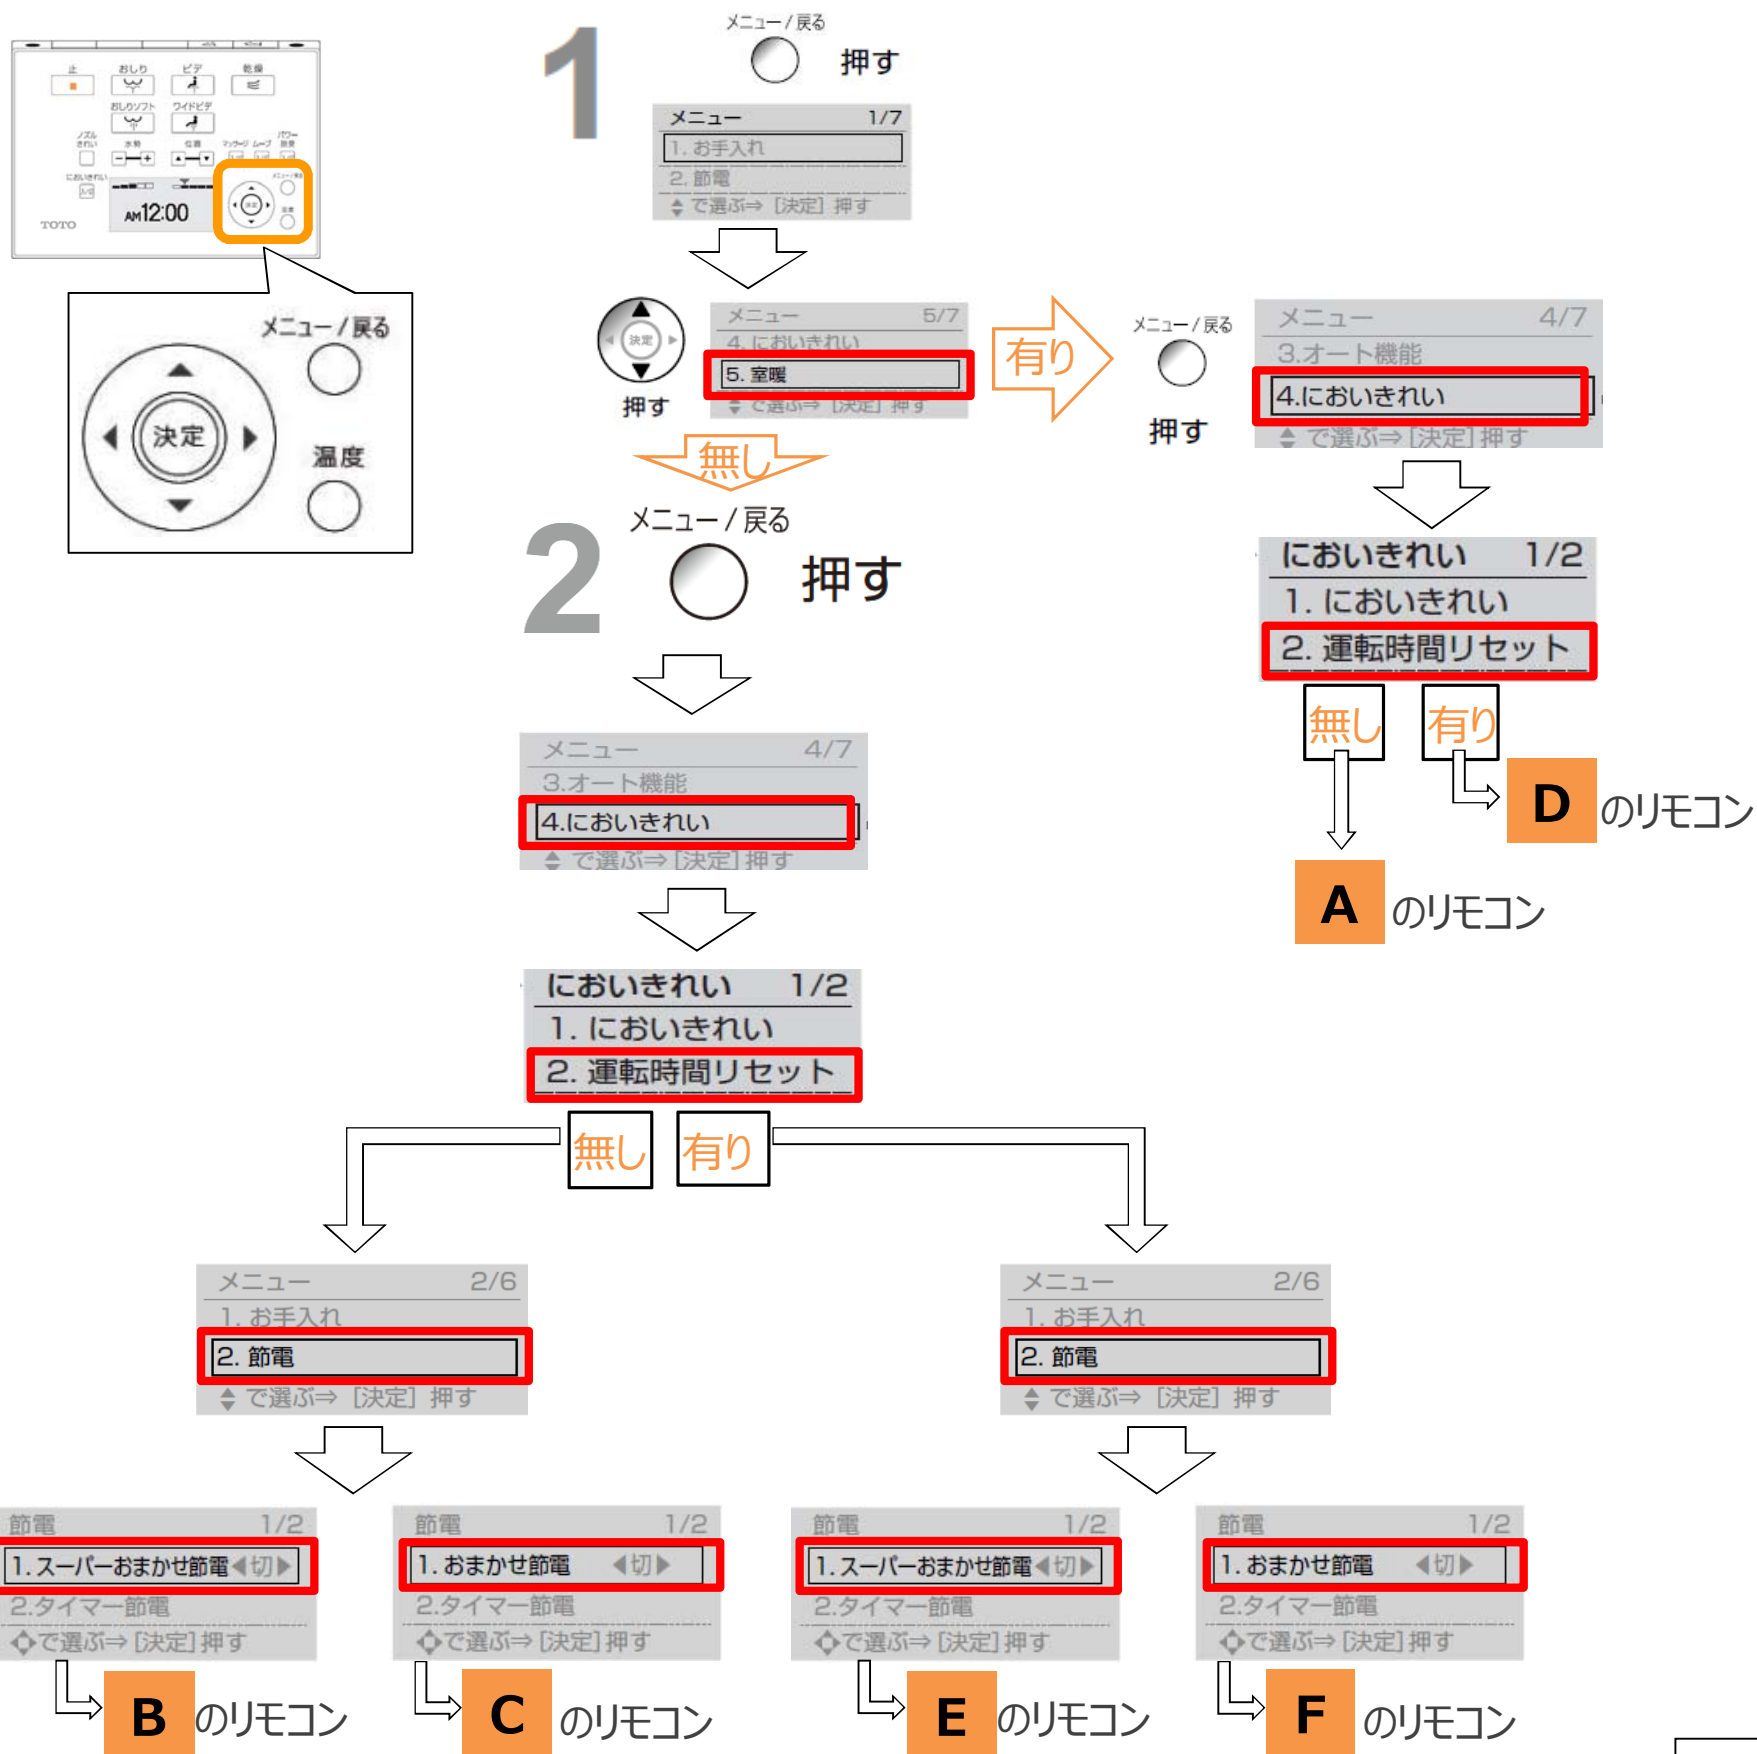 止
おしり
ビデ
乾燥
おしりソフト
ワイドビデ
ノズル
きれい
水勢
位置
マッサージ ムーブ
パワー
脱臭
においきれい
メニュー/戻る
決定
温度
AM12:00
TOTO
メニュー/戻る
決定
温度
1
メニュー/戻る
押す
メニュー 1/7
1. お手入れ
2. 節電
で選ぶ⇒ [決定] 押す
決定
押す
メニュー 5/7
4. においきれい
5. 室暖
で選ぶ⇒ [決定] 押す
有り
メニュー/戻る
押す
メニュー 4/7
3.オート機能
4.においきれい
で選ぶ⇒[決定]押す
においきれい 1/2
1. においきれい
2. 運転時間リセット
無し
有り
D のリモコン
A のリモコン
無し
2
メニュー/戻る
押す
メニュー 4/7
3.オート機能
4.においきれい
で選ぶ⇒[決定]押す
においきれい 1/2
1. においきれい
2. 運転時間リセット
無し
有り
メニュー 2/6
1. お手入れ
2. 節電
で選ぶ⇒ [決定] 押す
メニュー 2/6
1. お手入れ
2. 節電
で選ぶ⇒ [決定] 押す
節電 1/2
1.スーパーおまかせ節電◀切▶
2.タイマー節電
で選ぶ⇒[決定]押す
B のリモコン
節電 1/2
1. おまかせ節電 ◀切▶
2.タイマー節電
で選ぶ⇒[決定]押す
C のリモコン
節電 1/2
1.スーパーおまかせ節電◀切▶
2.タイマー節電
で選ぶ⇒[決定]押す
E のリモコン
節電 1/2
1. おまかせ節電 ◀切▶
2.タイマー節電
で選ぶ⇒[決定]押す
F のリモコン